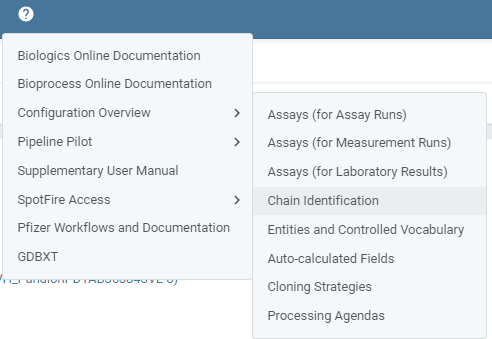 ?
Biologics Online Documentation
Bioprocess Online Documentation
Configuration Overview
Pipeline Pilot
Supplementary User Manual
SpotFire Access
Pfizer Workflows and Documentation
GDBXT
Assays (for Assay Runs)
Assays (for Measurement Runs)
Assays (for Laboratory Results)
Chain Identification
Entities and Controlled Vocabulary
Auto-calculated Fields
Cloning Strategies
Processing Agendas